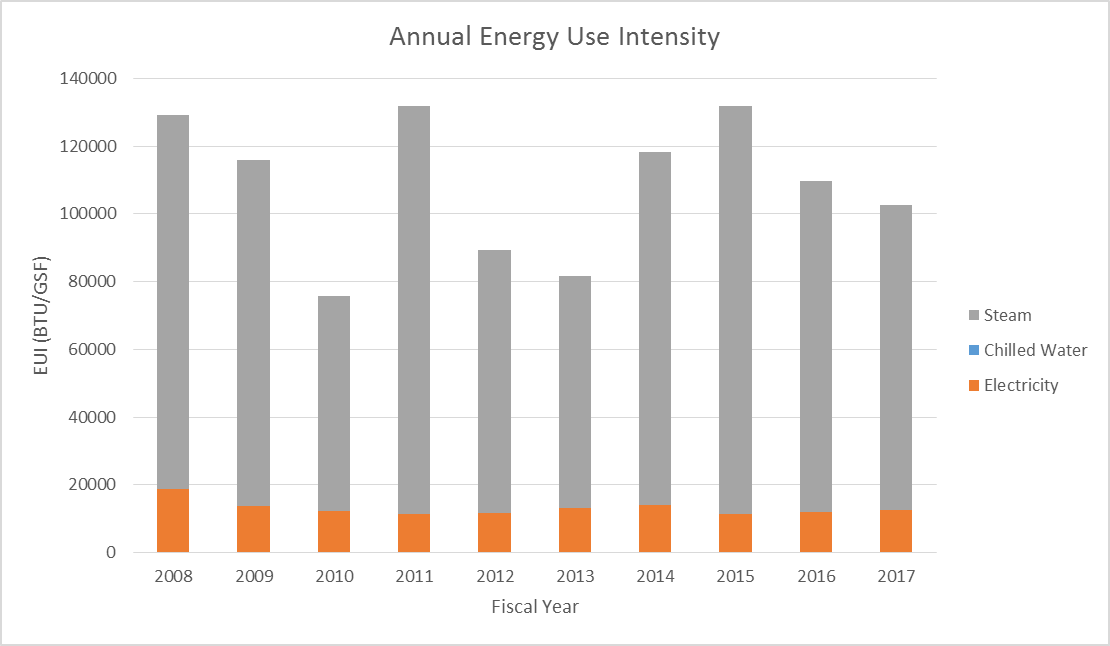 Annual Energy Use Intensity
140000
120000
100000
80000
60000
40000
20000
0
EUI (BTU/GSF)
2008 2009 2010 2011 2012 2013 2014 2015 2016 2017
Fiscal Year
Steam
Chilled Water
Electricity